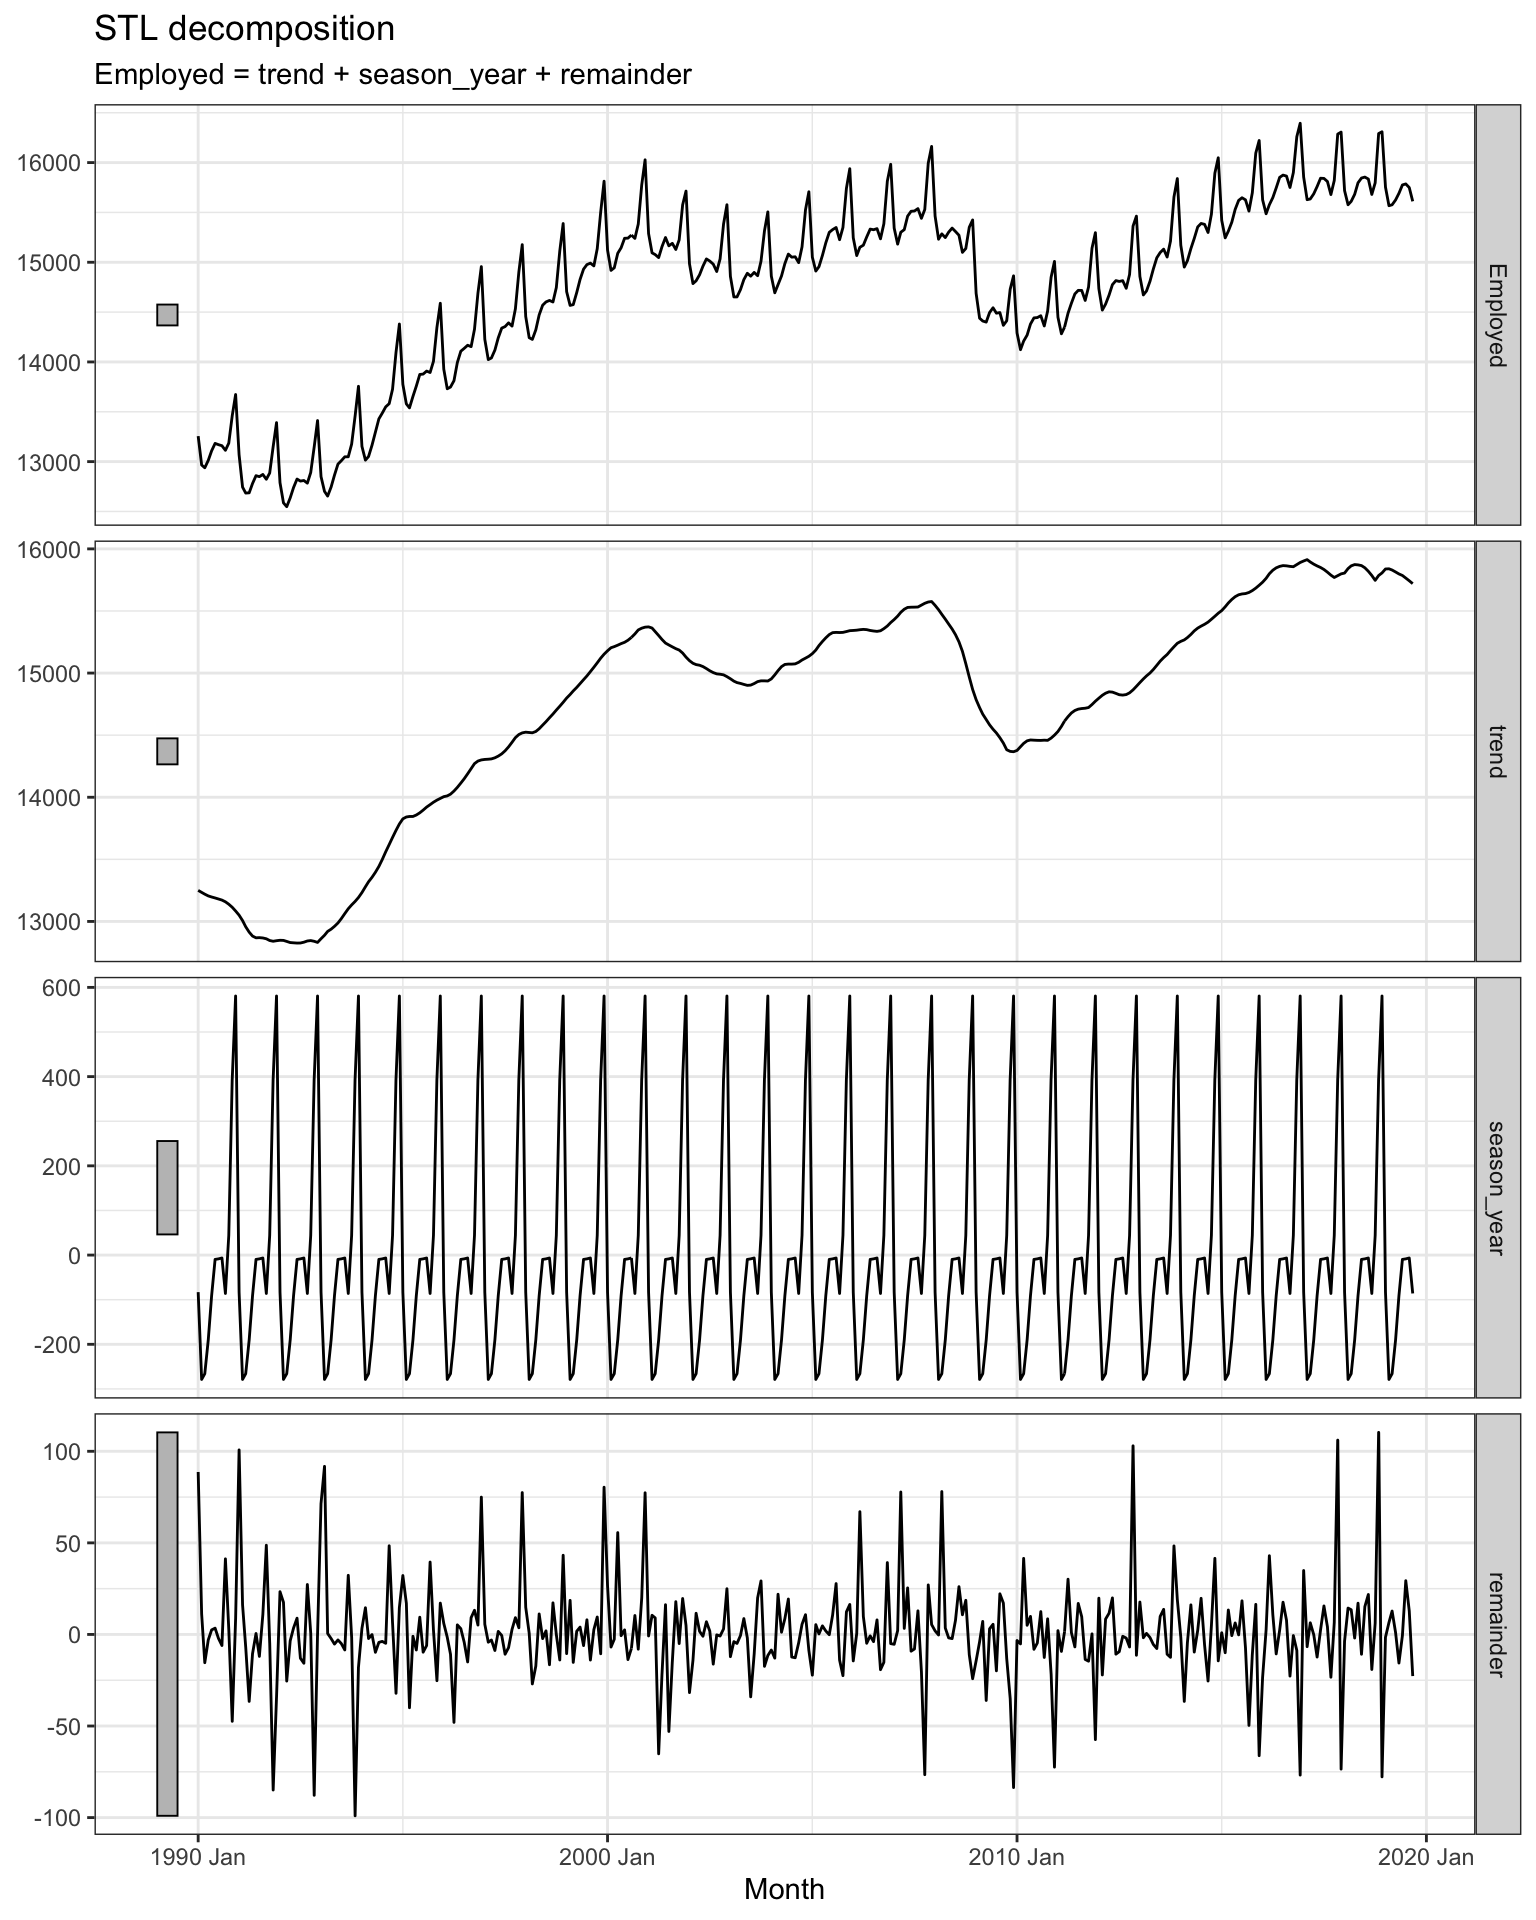 STL decomposition
Employed = trend + season_year + remainder
16000
15000
14000
13000
Employed
16000
15000
14000
13000
trend
600
400
200
0
-200
season_year
100
50
0
-50
-100
remainder
1990 Jan
2000 Jan
2010 Jan
2020 Jan
Month